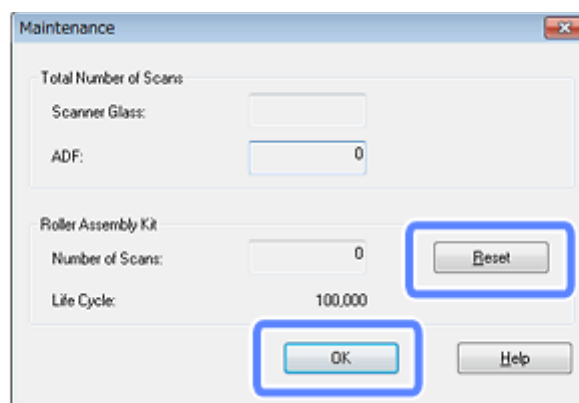 Maintenance
Total Number of Scans
Scanner Glass:
ADF: 0
Roller Assembly Kit
Number of Scans: 0 Reset
Life Cycle: 100,000
OK Help